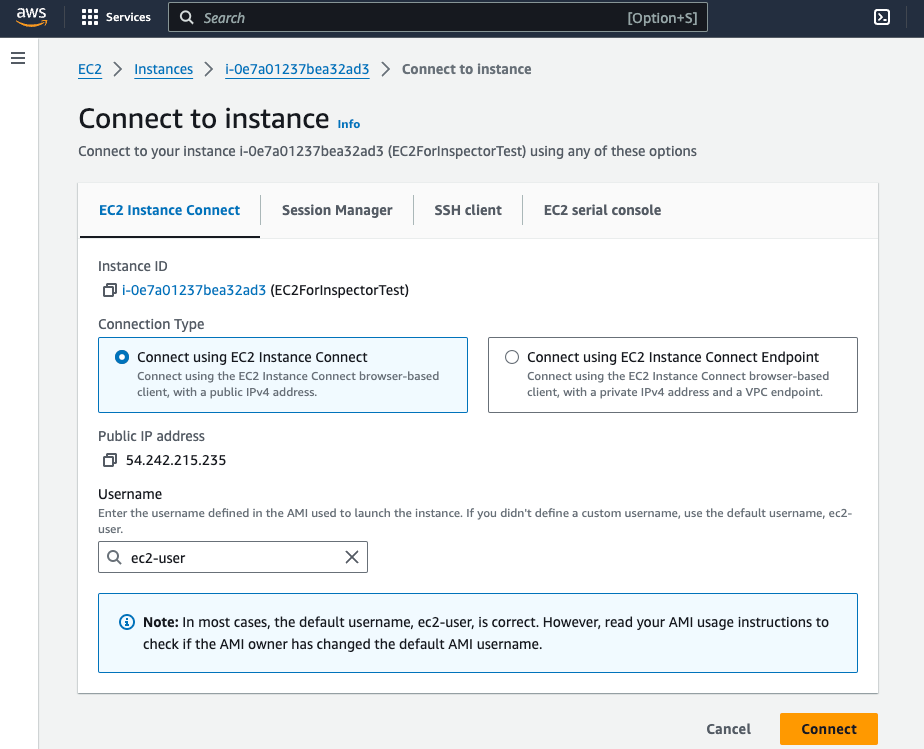 aws
Services
Search
[Option+S]
EC2 > Instances > i-0e7a01237bea32ad3 > Connect to instance
Connect to instance Info
Connect to your instance i-0e7a01237bea32ad3 (EC2ForInspectorTest) using any of these options
EC2 Instance Connect
Session Manager
SSH client
EC2 serial console
Instance ID
i-0e7a01237bea32ad3 (EC2ForInspectorTest)
Connection Type
Connect using EC2 Instance Connect
Connect using the EC2 Instance Connect browser-based
client, with a public IPv4 address.
Connect using EC2 Instance Connect Endpoint
Connect using the EC2 Instance Connect browser-based
client, with a private IPv4 address and a VPC endpoint.
Public IP address
54.242.215.235
Username
Enter the username defined in the AMI used to launch the instance. If you didn't define a custom username, use the default username, ec2-
user.
ec2-user
Note: In most cases, the default username, ec2-user, is correct. However, read your AMI usage instructions to
check if the AMI owner has changed the default AMI username.
Cancel
Connect